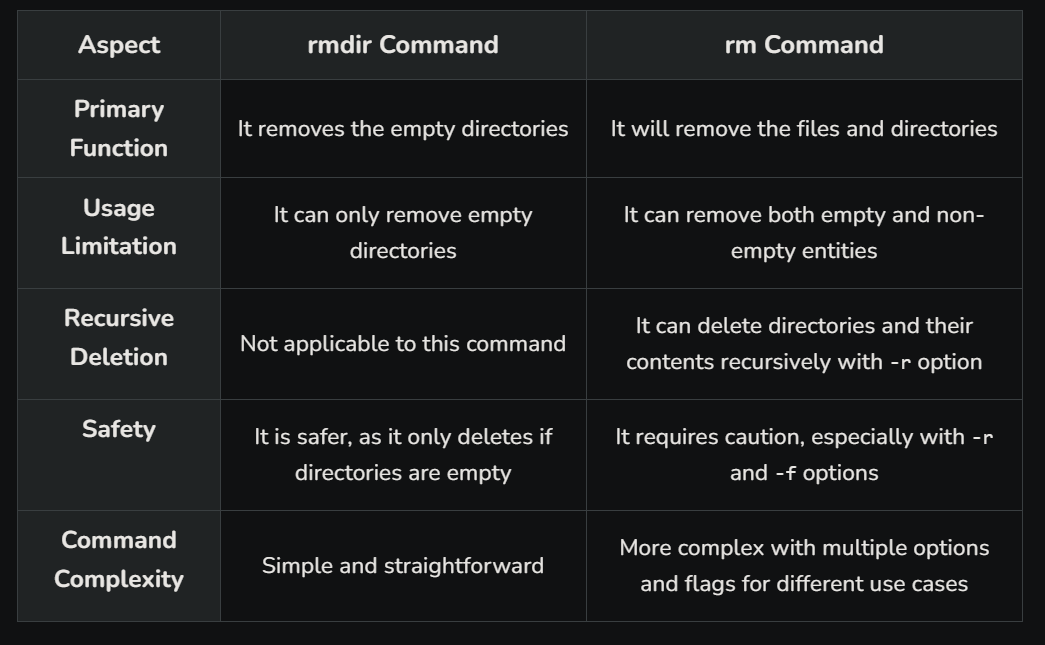 Aspect
rmdir Command
rm Command
Primary
Function
It removes the empty directories
It will remove the files and directories
Usage
Limitation
It can only remove empty
directories
It can remove both empty and non-
empty entities
Recursive
Deletion
Not applicable to this command
It can delete directories and their
contents recursively with -r option
Safety
It is safer, as it only deletes if
directories are empty
It requires caution, especially with -r
and -f options
Command
Complexity
Simple and straightforward
More complex with multiple options
and flags for different use cases